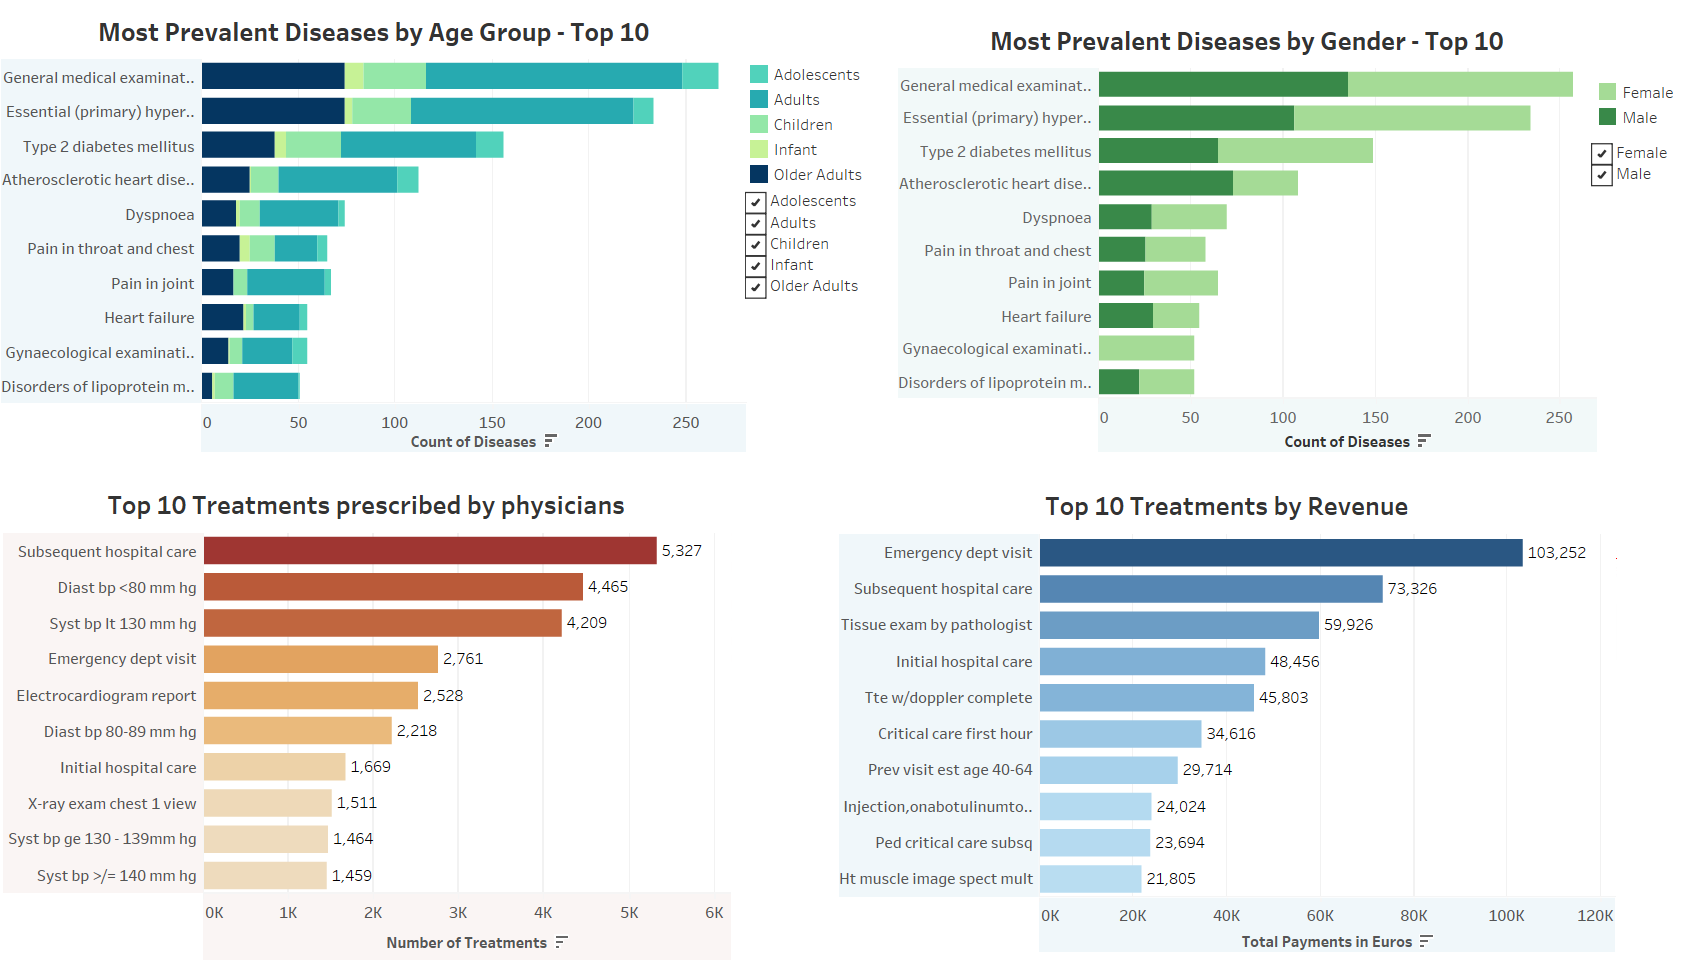 Most Prevalent Diseases by Age Group - Top 10
General medical examinat..
Essential (primary) hyper..
Type 2 diabetes mellitus
Atherosclerotic heart dise..
Dyspnoea
Pain in throat and chest
Pain in joint
Heart failure
Gynaecological examinati..
Disorders of lipoprotein m..
0 50 100 150 200 250
Count of Diseases
Adolescents
Adults
Children
Infant
Older Adults
Adolescents
Adults
Children
Infant
Older Adults
Most Prevalent Diseases by Gender - Top 10
General medical examinat..
Essential (primary) hyper..
Type 2 diabetes mellitus
Atherosclerotic heart dise..
Dyspnoea
Pain in throat and chest
Pain in joint
Heart failure
Gynaecological examinati..
Disorders of lipoprotein m..
0 50 100 150 200 250
Count of Diseases
Female
Male
Female
Male
Top 10 Treatments prescribed by physicians
Subsequent hospital care 5,327
Diast bp <80 mm hg 4,465
Syst bp lt 130 mm hg 4,209
Emergency dept visit 2,761
Electrocardiogram report 2,528
Diast bp 80-89 mm hg 2,218
Initial hospital care 1,669
X-ray exam chest 1 view 1,511
Syst bp ge 130 - 139mm hg 1,464
Syst bp >/= 140 mm hg 1,459
0K 1K 2K 3K 4K 5K 6K
Number of Treatments
Top 10 Treatments by Revenue
Emergency dept visit 103,252
Subsequent hospital care 73,326
Tissue exam by pathologist 59,926
Initial hospital care 48,456
Tte w/doppler complete 45,803
Critical care first hour 34,616
Prev visit est age 40-64 29,714
Injection,onabotulinumto.. 24,024
Ped critical care subsq 23,694
Ht muscle image spect mult 21,805
0K 20K 40K 60K 80K 100K 120K
Total Payments in Euros